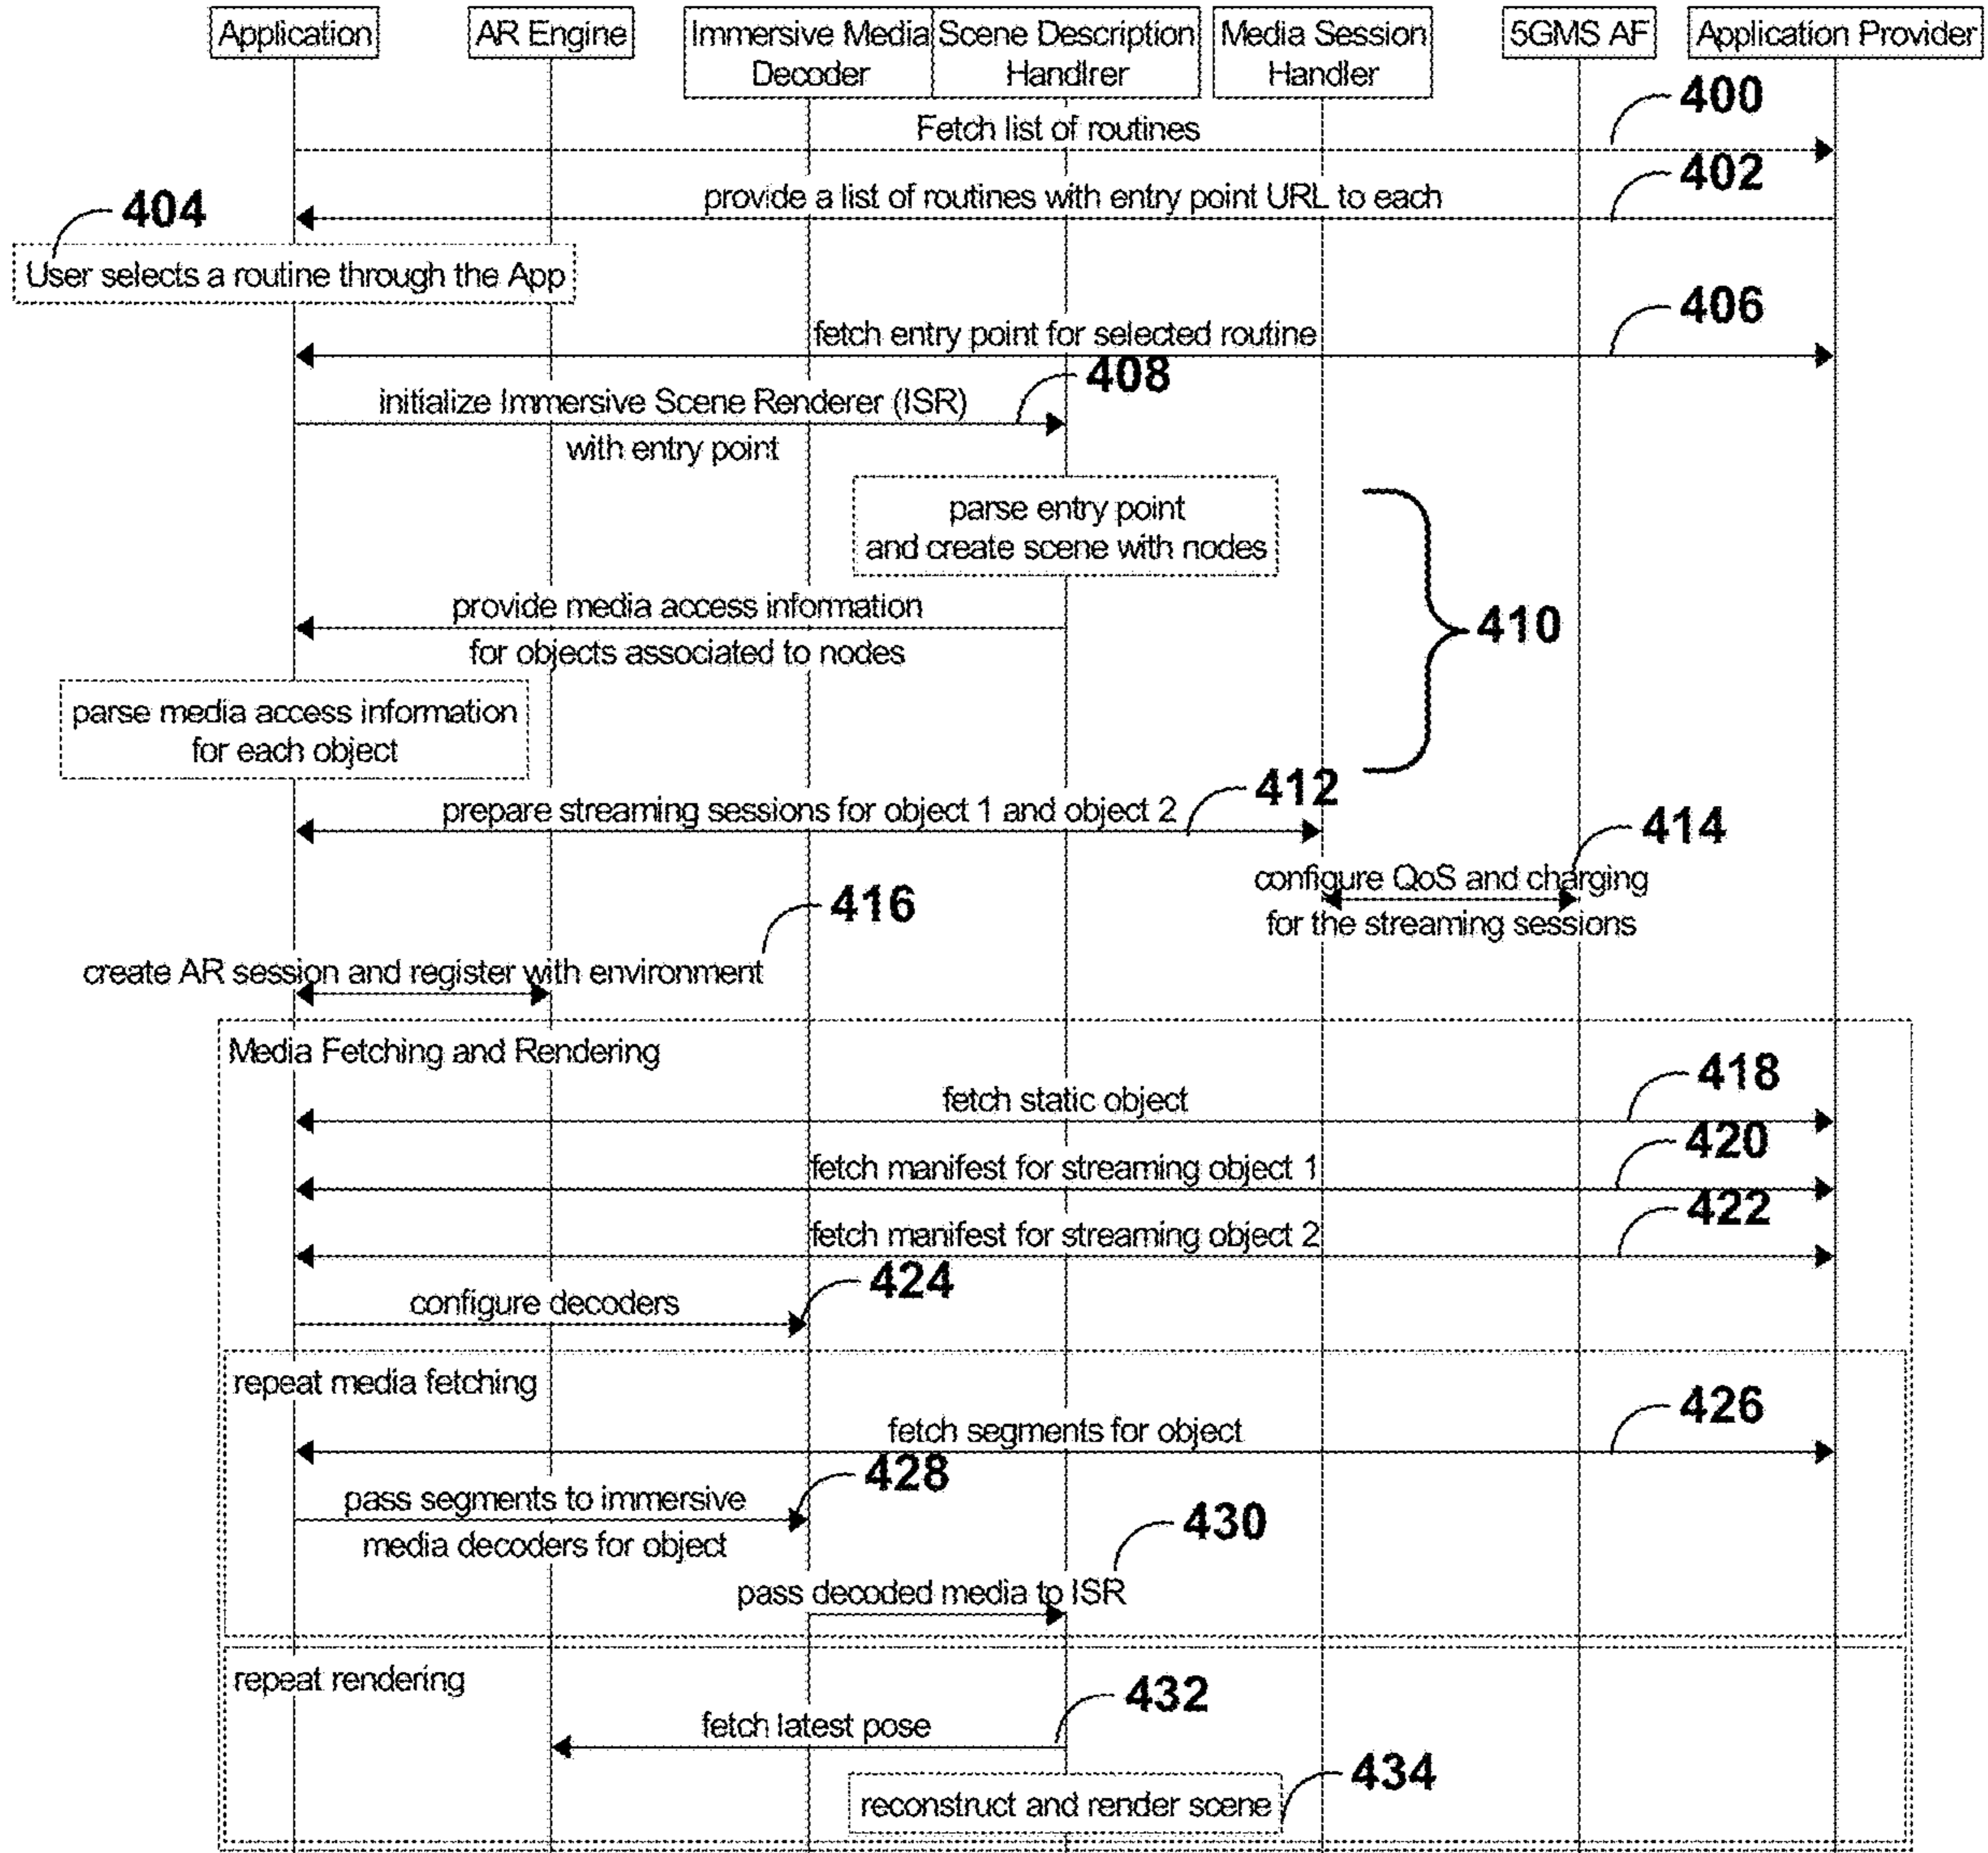 Application
AR Engine
Immersive Media
Decoder
Scene Description
Handlrer
Media Session
Handler
5GMS AF
Application Provider
400
Fetch list of routines
402
provide a list of routines with entry point URL to each
404
User selects a routine through the App
406
fetch entry point for selected routine
408
initialize Immersive Scene Renderer (ISR)
with entry point
parse entry point
and create scene with nodes
provide media access information
for objects associated to nodes
410
parse media access information
for each object
412
prepare streaming sessions for object 1 and object 2
414
configure QoS and charging
for the streaming sessions
416
create AR session and register with environment
Media Fetching and Rendering
418
fetch static object
420
fetch manifest for streaming object 1
422
fetch manifest for streaming object 2
424
configure decoders
repeat media fetching
426
fetch segments for object
428
pass segments to immersive
media decoders for object
430
pass decoded media to ISR
repeat rendering
432
fetch latest pose
434
reconstruct and render scene